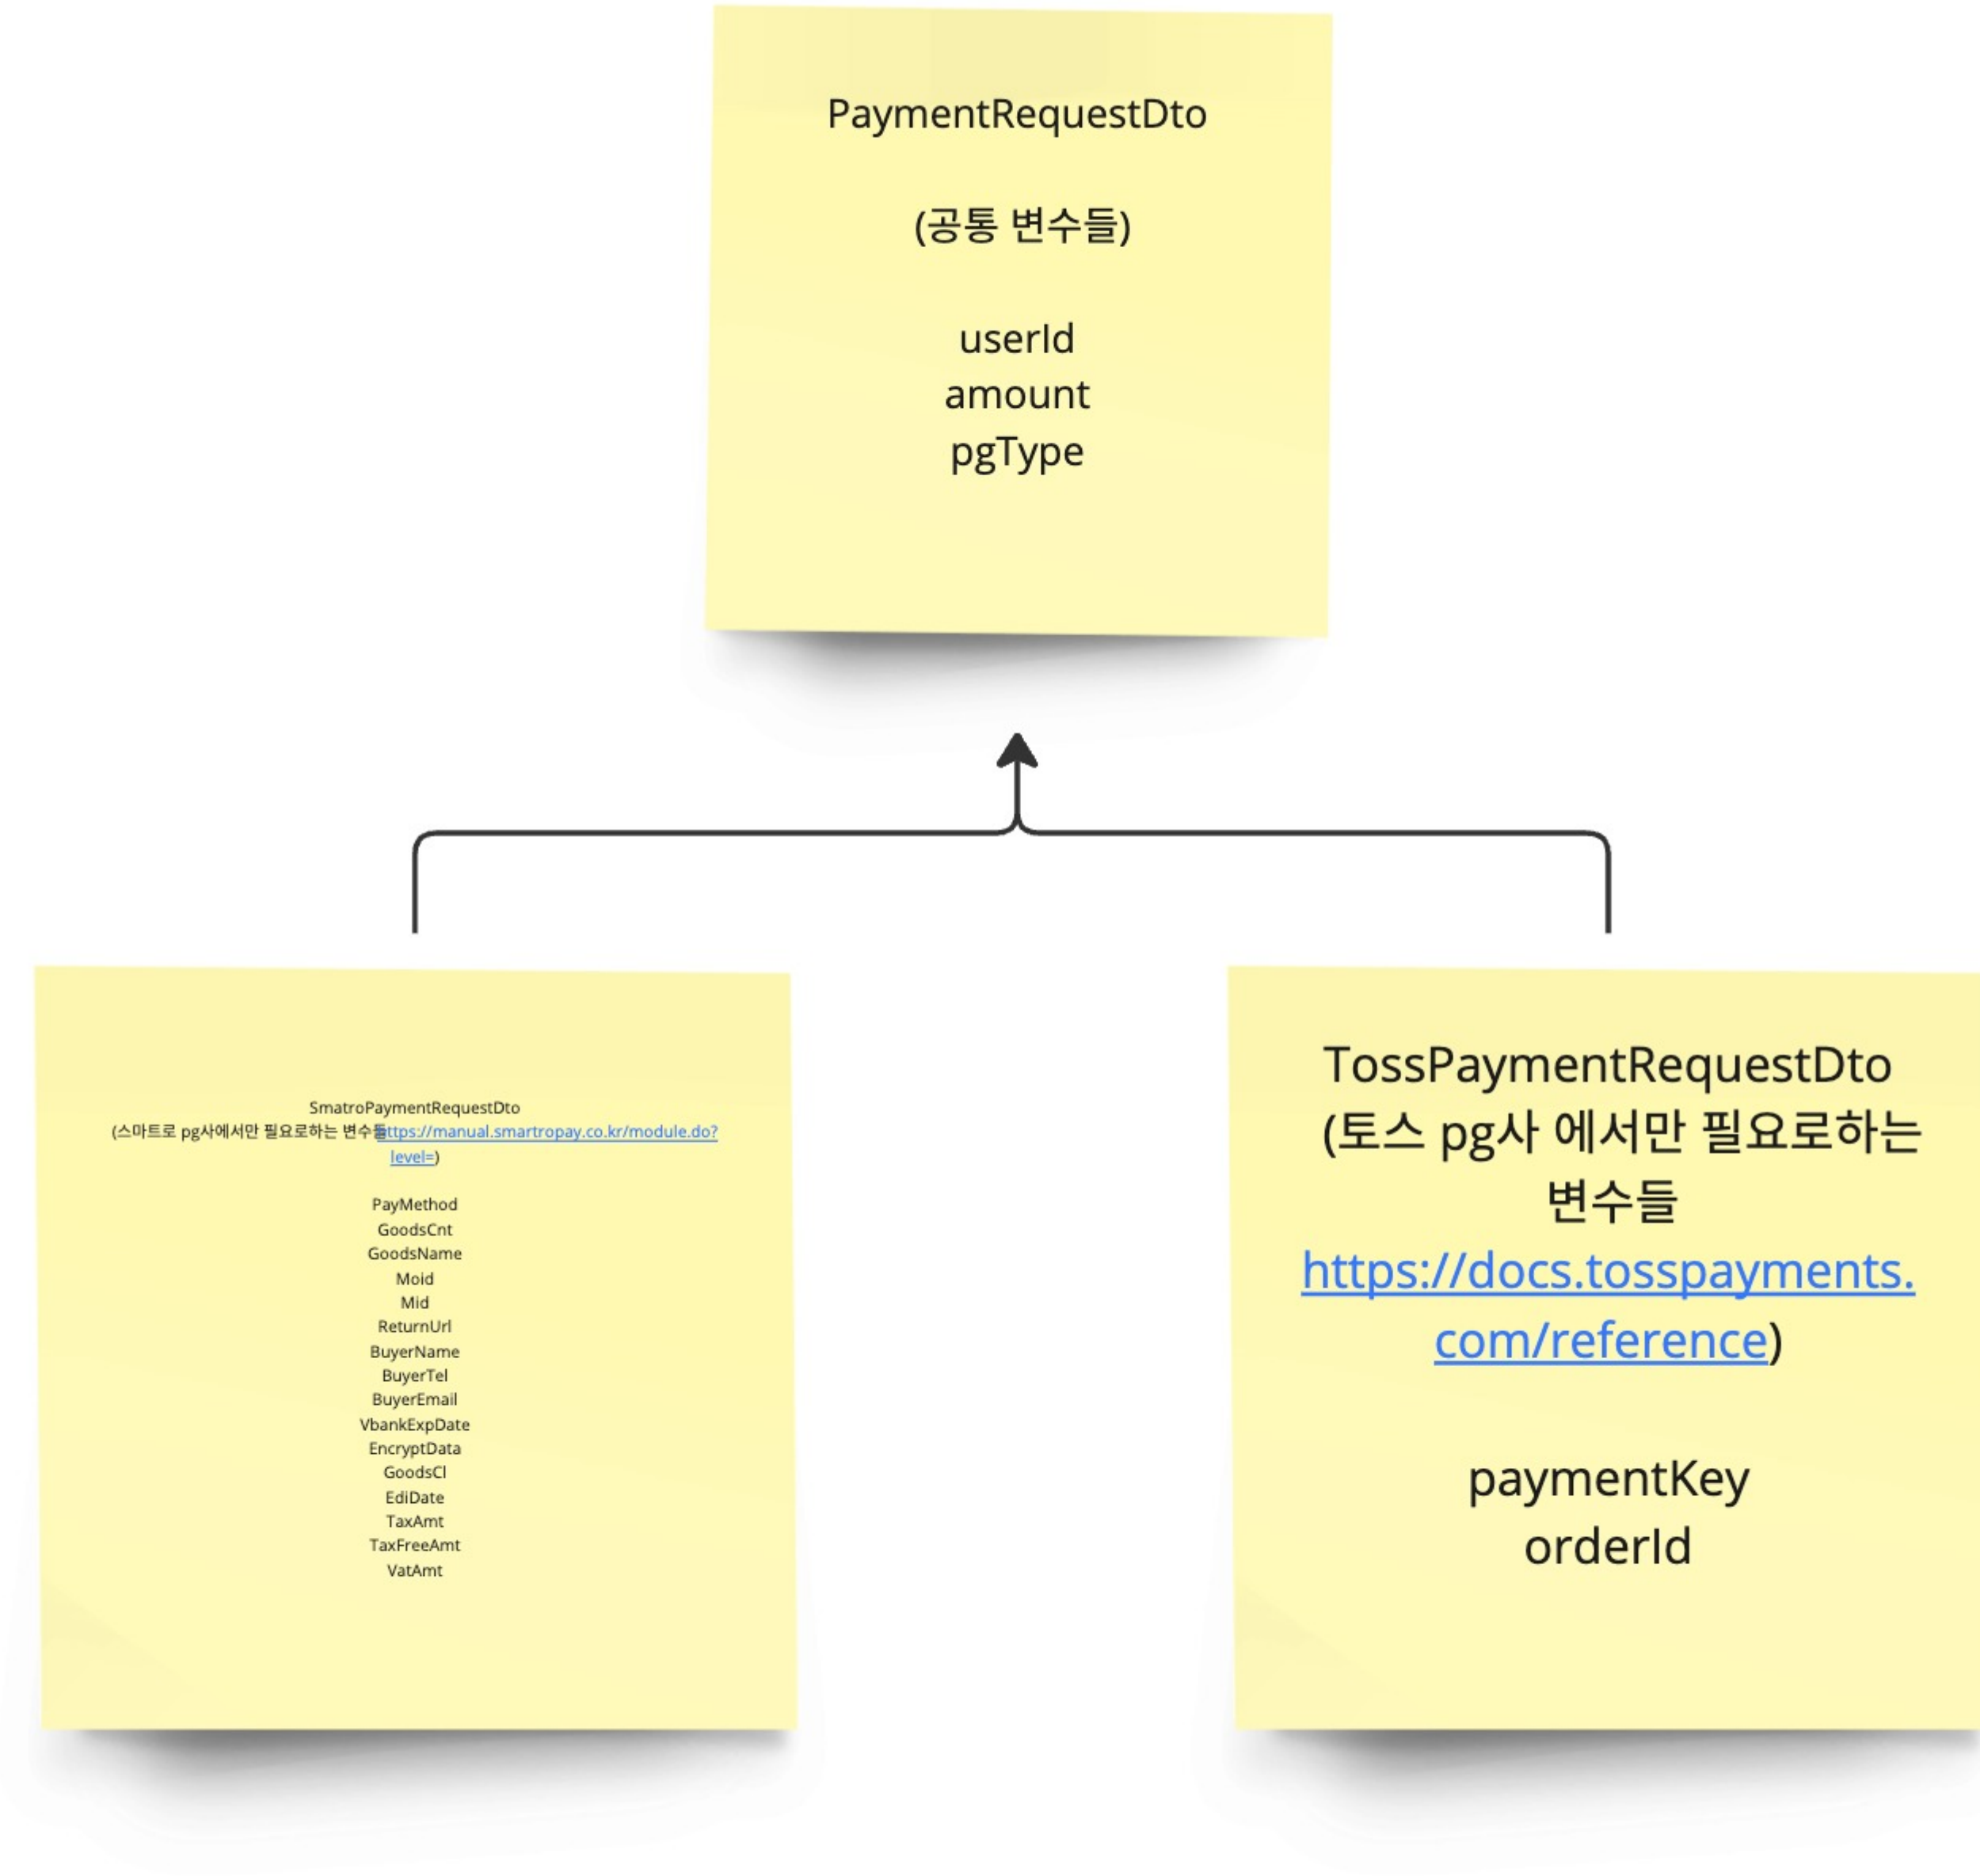 PaymentRequestDto
(공통 변수들)
userId
amount
pgType
SmatroPaymentRequestDto
(스마트로 pg사에서만 필요로하는 변수들https://manual.smartropay.co.kr/module.do?
level=)
PayMethod
GoodsCnt
GoodsName
Moid
Mid
ReturnUrl
BuyerName
BuyerTel
BuyerEmail
VbankExpDate
EncryptData
GoodsCl
EdiDate
TaxAmt
TaxFreeAmt
VatAmt
TossPaymentRequestDto
(토스 pg사 에서만 필요로하는
변수들
https://docs.tosspayments.
com/reference)
paymentKey
orderId